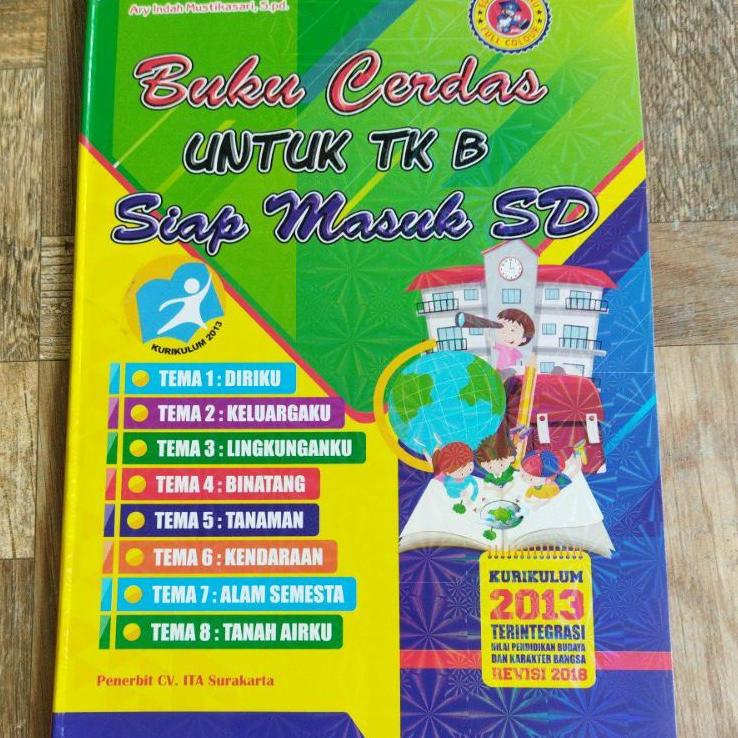 Ary Indah Mustikasari, S.pd.
FULL COLOUR
Buku Cerdas
UNTUK TK B
Siap Masuk SD
KURIKULUM 2013
TEMA 1 : DIRIKU
TEMA 2 : KELUARGAKU
TEMA 3 : LINGKUNGANKU
TEMA 4 : BINATANG
TEMA 5 : TANAMAN
TEMA 6 : KENDARAAN
TEMA 7 : ALAM SEMESTA
TEMA 8 : TANAH AIRKU
KURIKULUM
2013
TERINTEGRASI
NILAI PENDIDIKAN BUDAYA
DAN KARAKTER BANGSA
REVISI 2018
Penerbit CV. ITA Surakarta